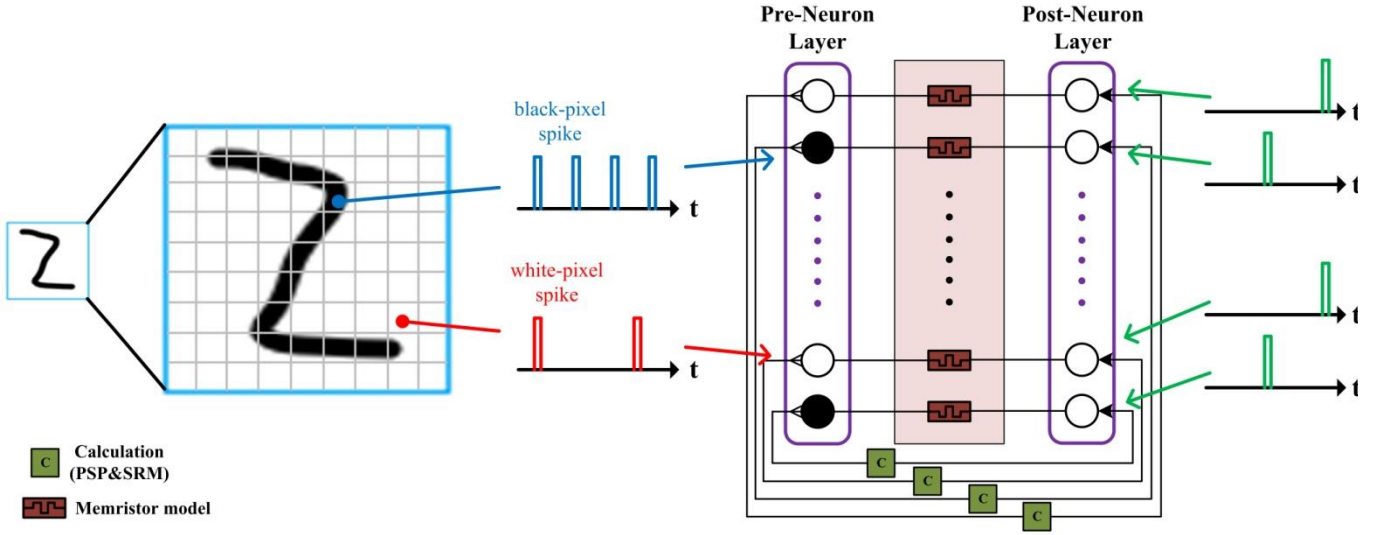 Pre-Neuron
Layer
Post-Neuron
Layer
black-pixel
spike
t
white-pixel
spike
t
t
t
t
t
C
Calculation
(PSP&SRM)
Memristor model
C
C
C
C